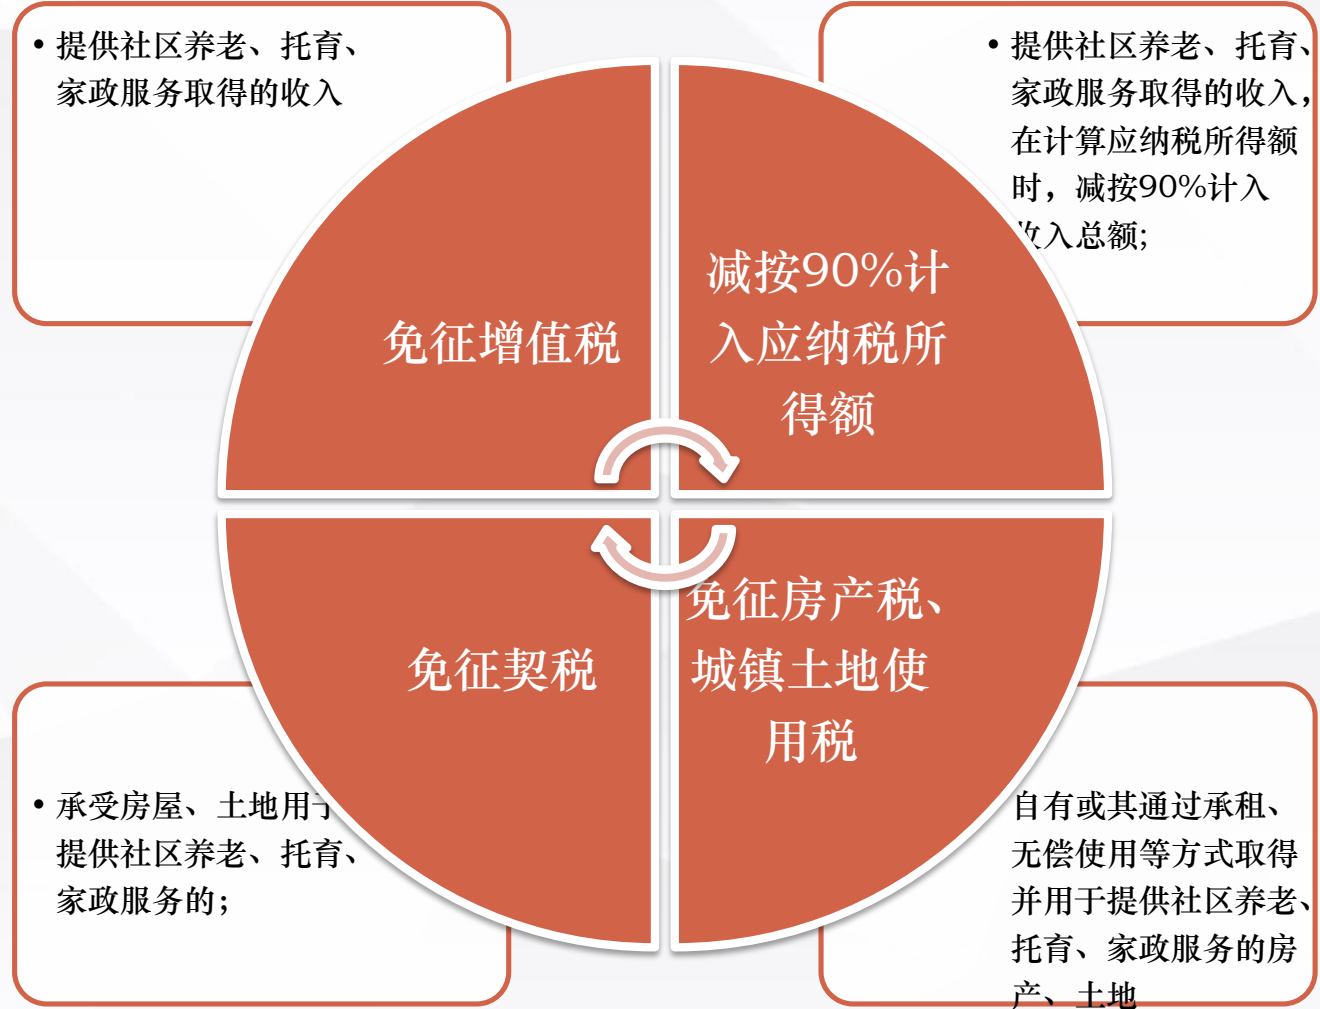 • 提供社区养老、托育、
家政服务取得的收入
• 提供社区养老、托育、
家政服务取得的收入，
在计算应纳税所得额
时，减按90%计入
收入总额;
免征增值税
减按90%计
入应纳税所
得额
免征契税
免征房产税、
城镇土地使
用税
• 承受房屋、土地用于
提供社区养老、托育、
家政服务的；
自有或其通过承租、
无偿使用等方式取得
并用于提供社区养老、
托育、家政服务的房
产、土地